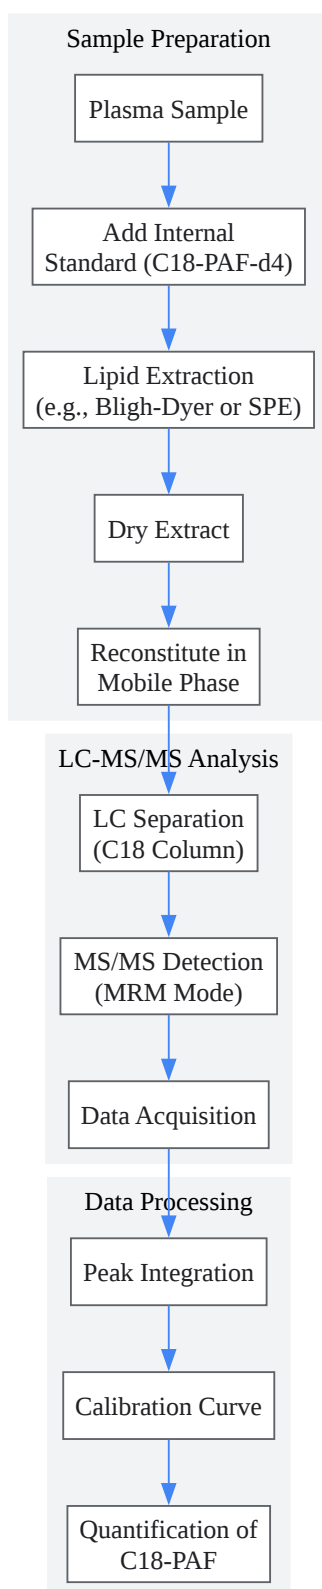 Sample Preparation
Plasma Sample
Add Internal
Standard (C18-PAF-d4)
Lipid Extraction
(e.g., Bligh-Dyer or SPE)
Dry Extract
Reconstitute in
Mobile Phase
LC-MS/MS Analysis
LC Separation
(C18 Column)
MS/MS Detection
(MRM Mode)
Data Acquisition
Data Processing
Peak Integration
Calibration Curve
Quantification of
C18-PAF